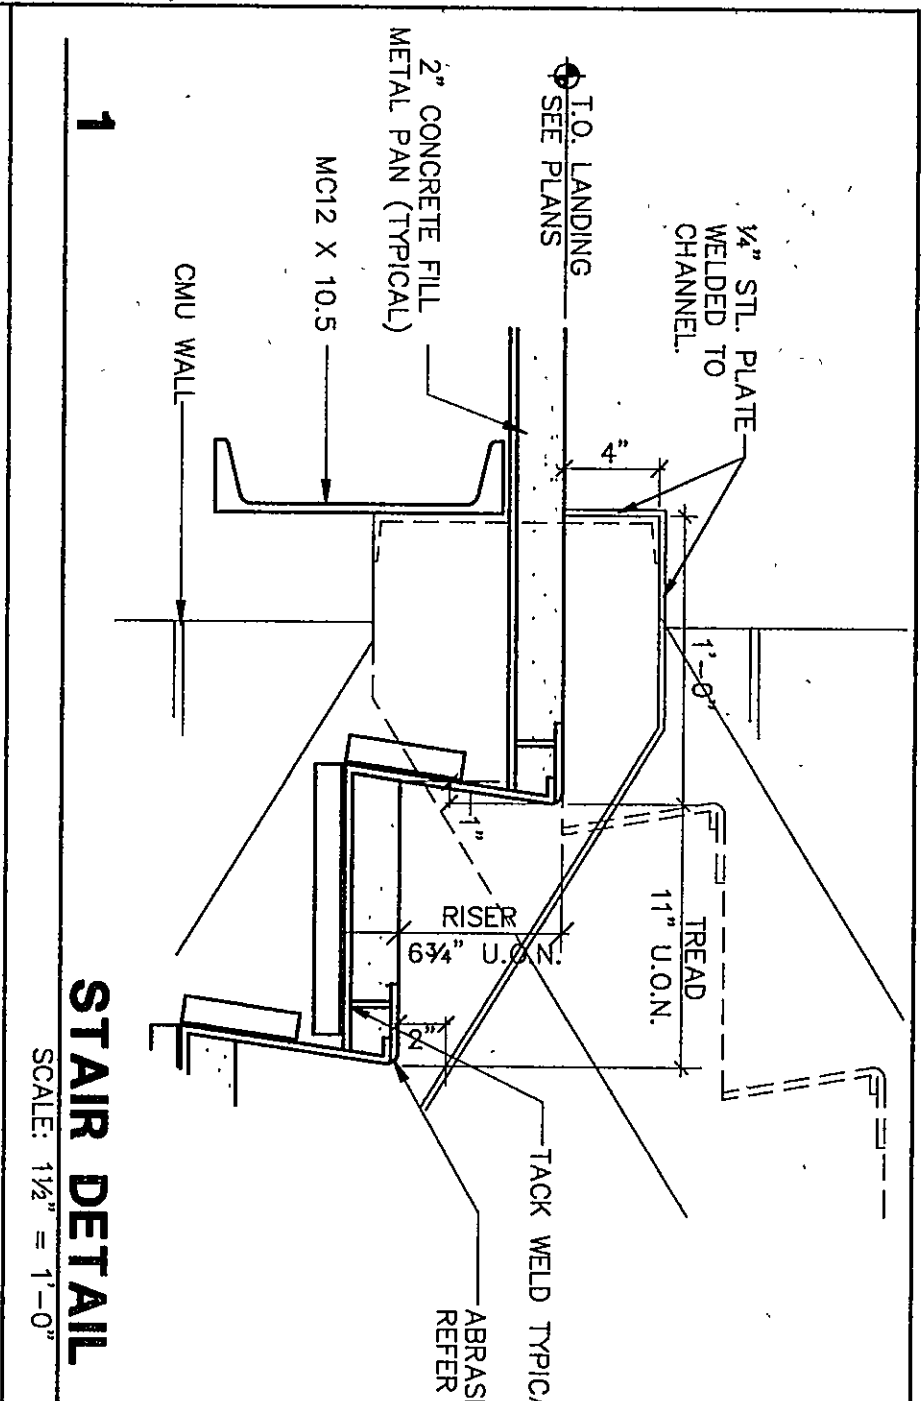 ¼" STL. PLATE
WELDED TO
CHANNEL.
T.O. LANDING
SEE PLANS
2" CONCRETE FILL
METAL PAN (TYPICAL)
MC12 X 10.5
CMU WALL
4"
1'-0"
TREAD
11" U.O.N.
1"
RISER
6¾" U.O.N.
2"
TACK WELD
ABRAS
REFER
1
STAIR DETAIL
SCALE: 1½" = 1'-0"